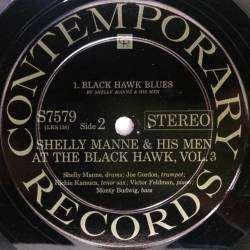 CONTEMPORARY
1. BLACK HAWK BLUES
BY SHELLY MANNE & HIS MEN
S7579
Side 2
STEREO
SHELLY MANNE & HIS MEN
AT THE BLACK HAWK, VOL. 3
Shelly Manne, drums; Joe Gordon, trumpet;
Richie Kamuca, tenor sax; Victor Feldman, piano;
Monty Budwig, bass
RECORDS